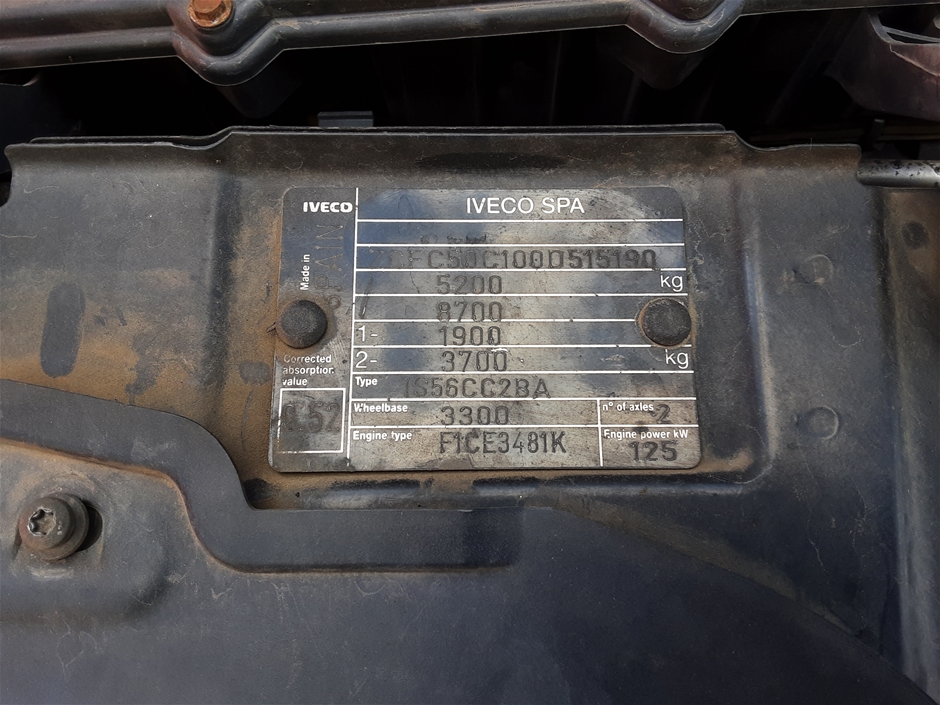 IVECO
IVECO SPA
Made in
SPAIN
5200 kg
8700
1- 1900
2- 3700 kg
Corrected
absorption
value
Type IS56CC2BA
Wheelbase 3300
n° of axles 2
Engine type F1CE3481K
Engine power kW
125